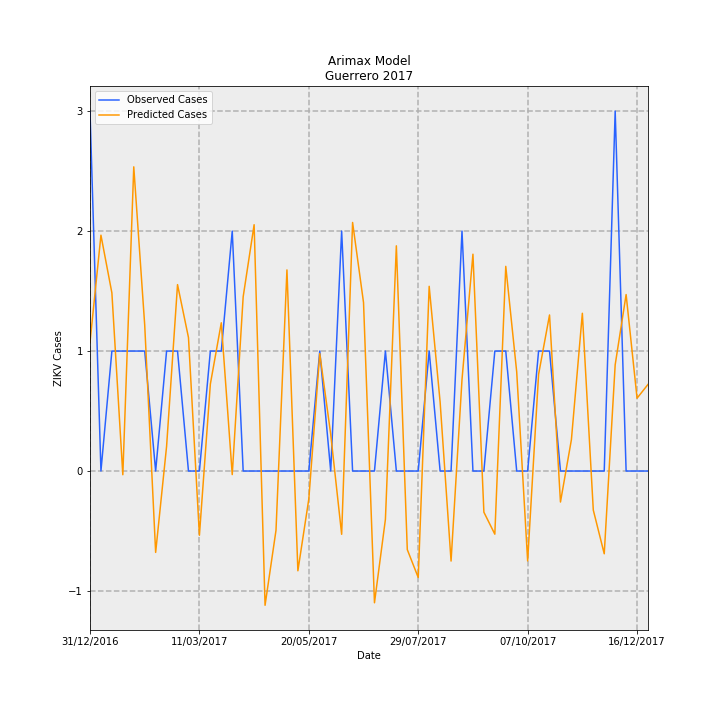 Arimax Model
Guerrero 2017
Observed Cases
Predicted Cases
ZIKV Cases
3
2
1
0
−1
31/12/2016
11/03/2017
20/05/2017
29/07/2017
07/10/2017
16/12/2017
Date